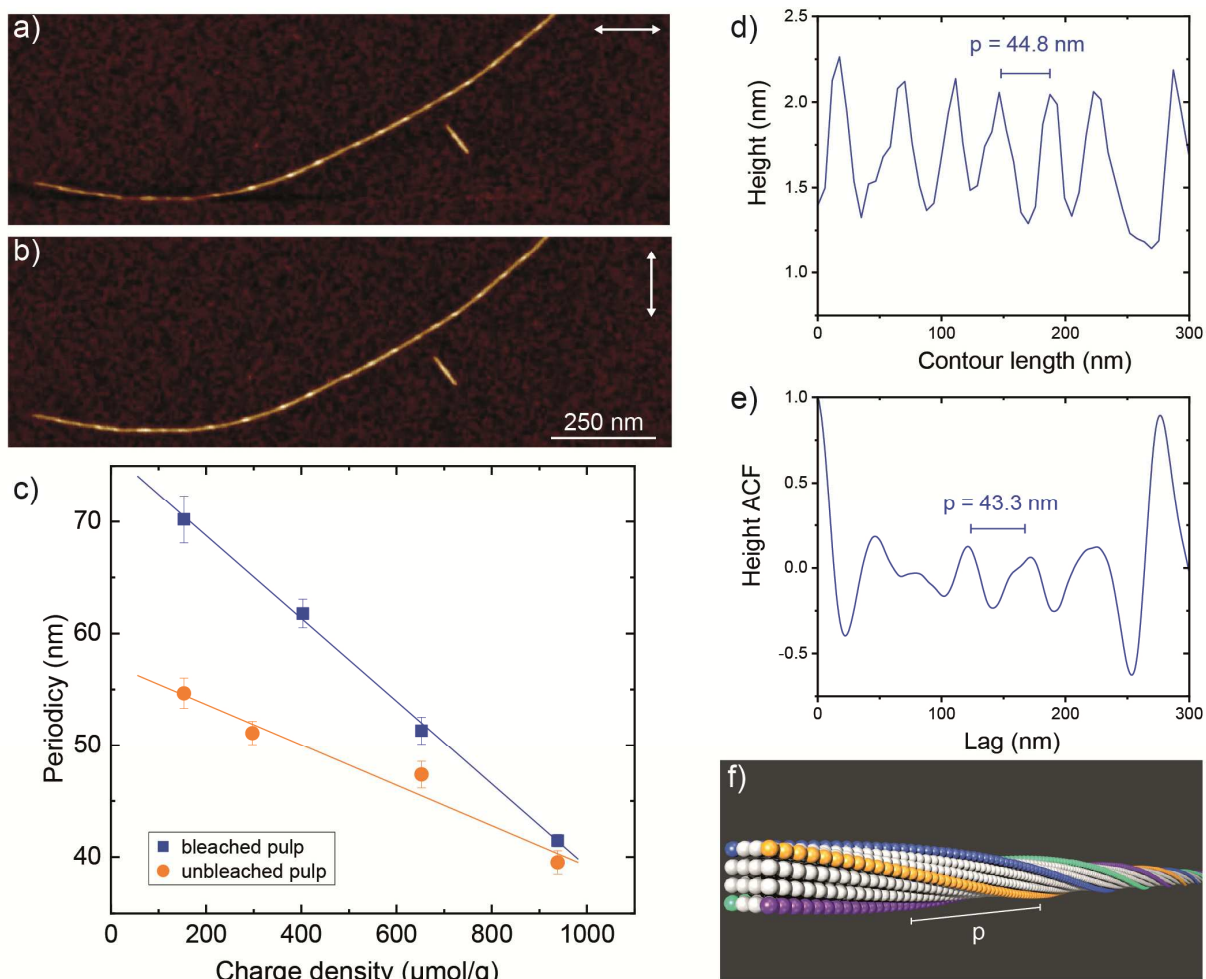 a)
b)
250 nm
c)
70
60
50
40
Periodicy (nm)
bleached pulp
unbleached pulp
0
200
400
600
800
1000
Charge density (µmol/g)
d)
2.5
2.0
1.5
1.0
Height (nm)
p = 44.8 nm
0
100
200
300
Contour length (nm)
e)
1.0
0.5
0.0
-0.5
Height ACF
p = 43.3 nm
0
100
200
300
Lag (nm)
f)
p